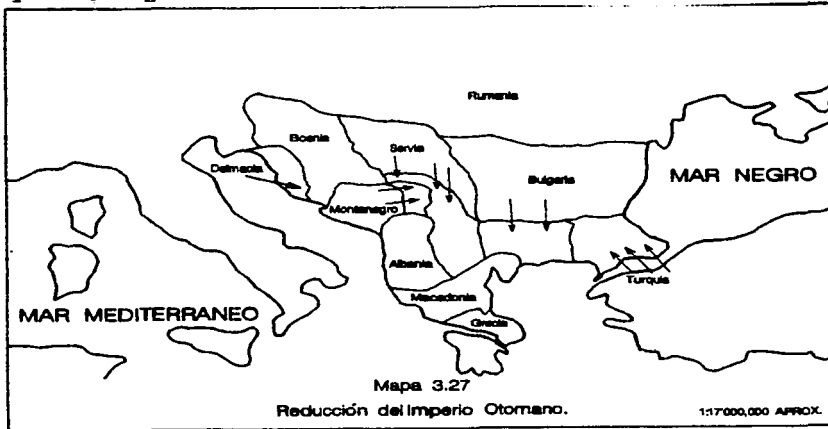 Rumania
Bosnia
Servia
Dalmacia
Bulgaria
MAR NEGRO
Montenegro
Albania
Turquia
Macedonia
MAR MEDITERRANEO
Grecia
Mapa 3.27
Reducción del Imperio Otomano.
1:17'000,000 APROX.